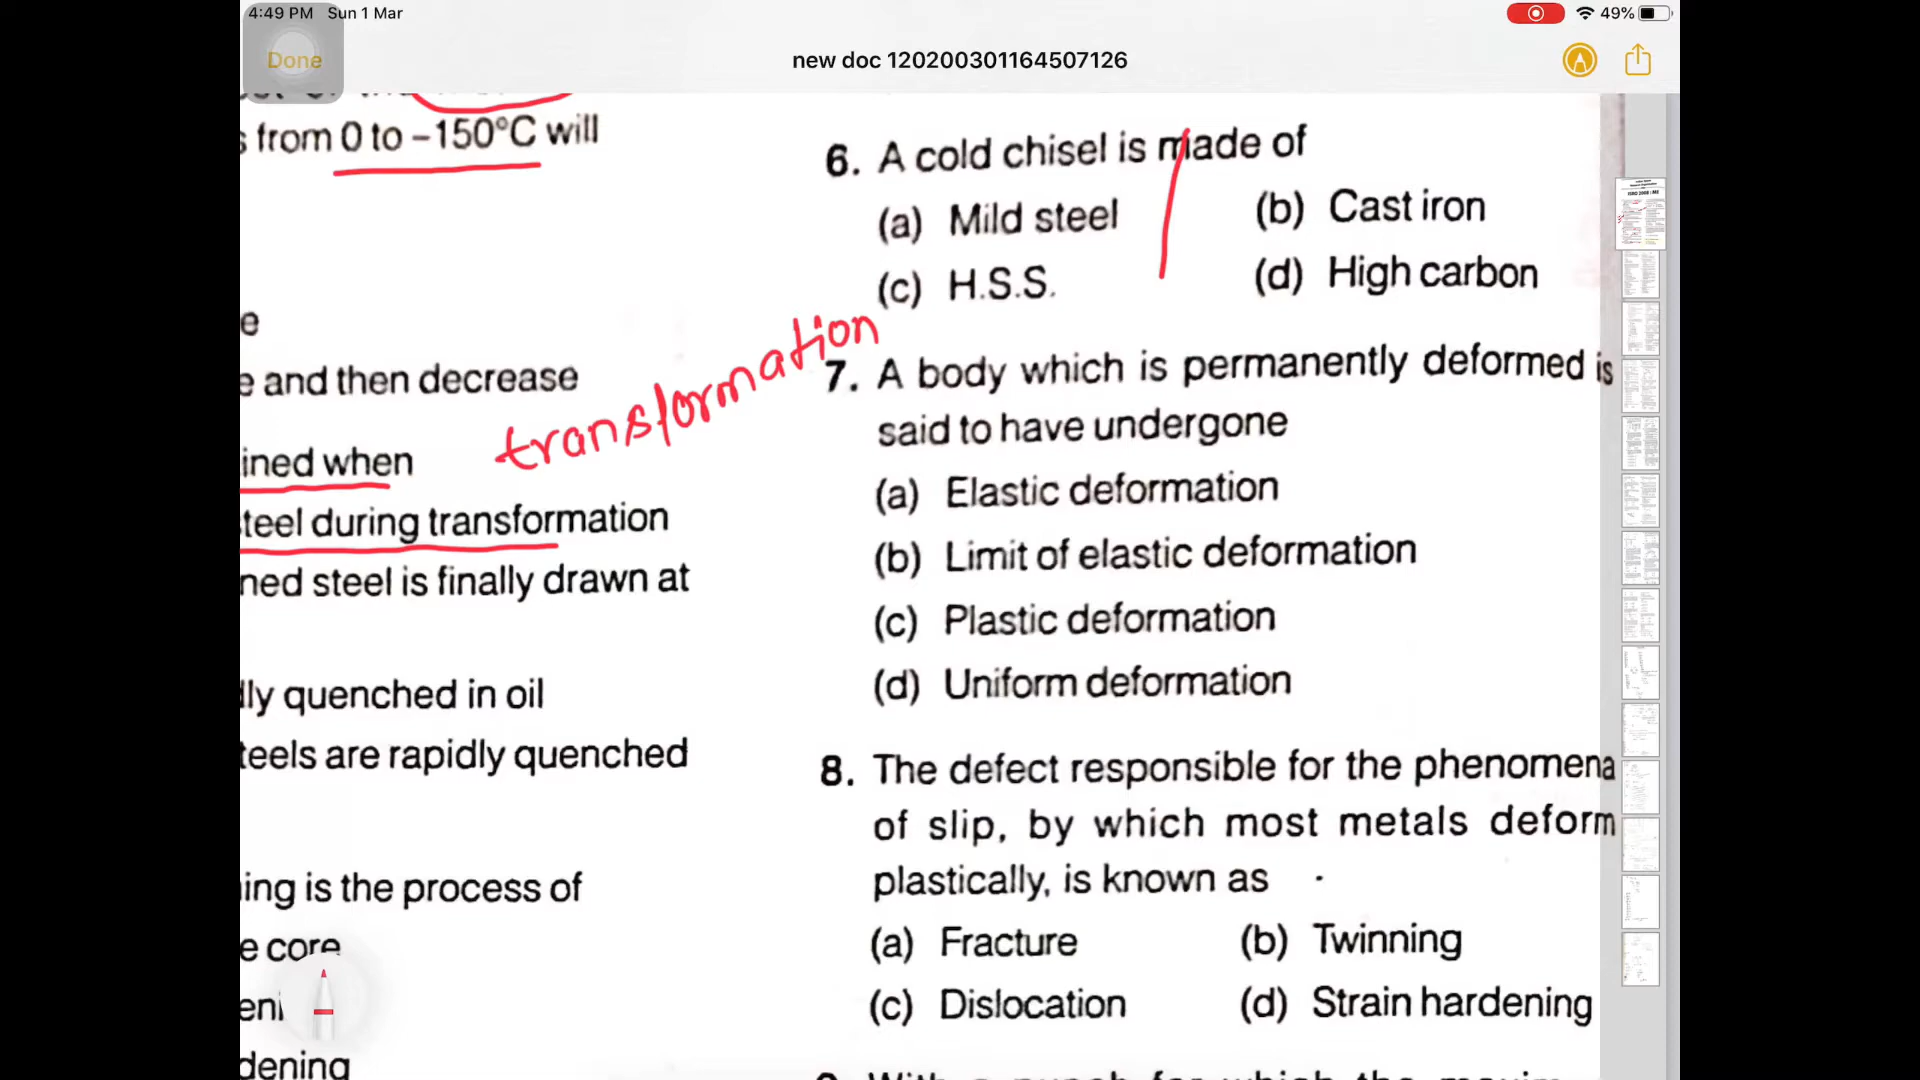 4:49 PM Sun 1 Mar
49%
Done
new doc 120200301164507126
from 0 to –150°C will
e
e and then decrease
ined when
transformation
teel during transformation
ned steel is finally drawn at
lly quenched in oil
teels are rapidly quenched
ing is the process of
e core
eni
dening
6. A cold chisel is made of
(a) Mild steel (b) Cast iron
(c) H.S.S. (d) High carbon
7. A body which is permanently deformed is
said to have undergone
(a) Elastic deformation
(b) Limit of elastic deformation
(c) Plastic deformation
(d) Uniform deformation
8. The defect responsible for the phenomena
of slip, by which most metals deform
plastically, is known as
(a) Fracture (b) Twinning
(c) Dislocation (d) Strain hardening